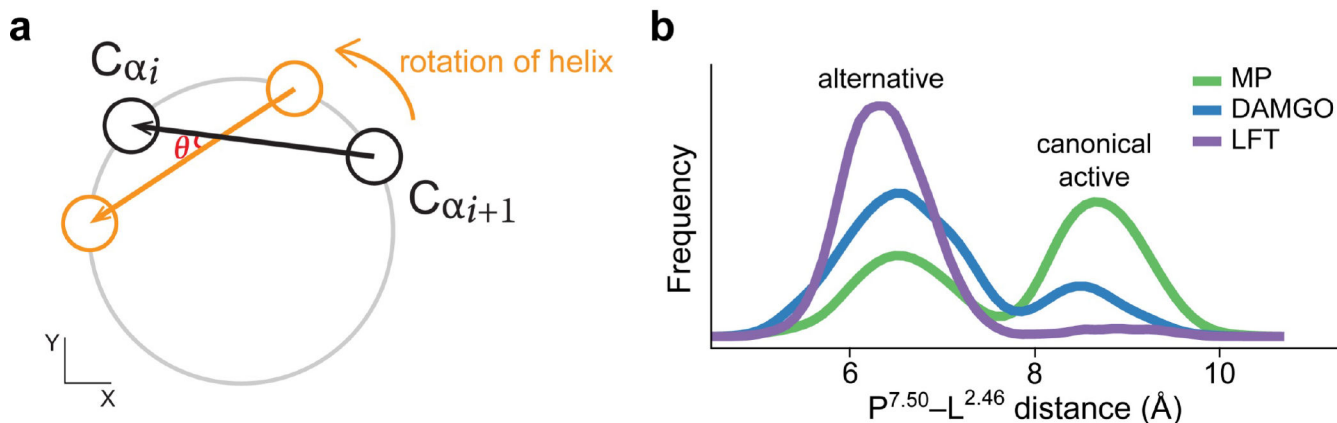 a
Cαi
Cαi+1
rotation of helix
θ
Y
X
b
alternative
canonical
active
MP
DAMGO
LFT
Frequency
6
8
10
P7.50–L2.46 distance (Å)